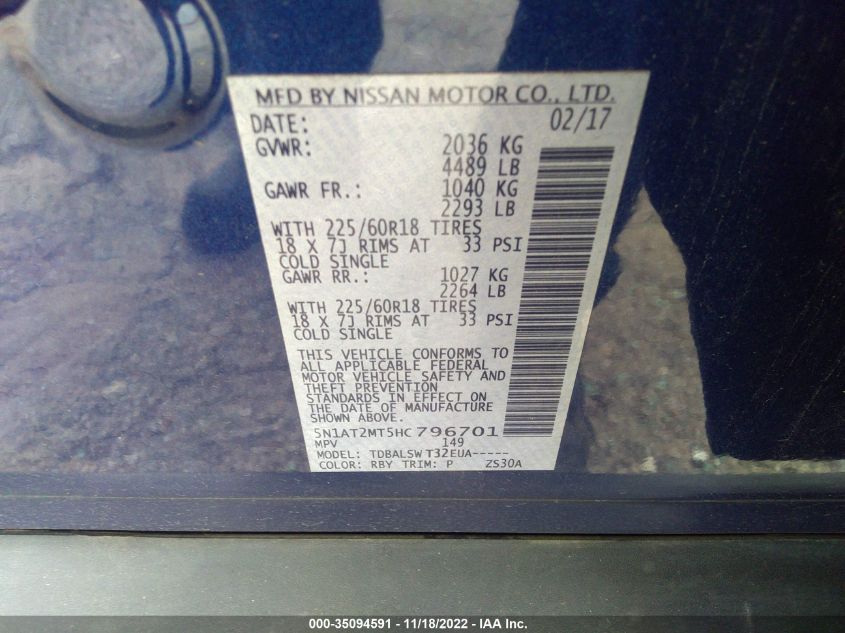 MFD BY NISSAN MOTOR CO., LTD.
DATE: 02/17
GVWR: 2036 KG
4489 LB
GAWR FR.: 1040 KG
2293 LB
WITH 225/60R18 TIRES
18 X 7J RIMS AT 33 PSI
COLD SINGLE
GAWR RR.: 1027 KG
2264 LB
WITH 225/60R18 TIRES
18 X 7J RIMS AT 33 PSI
COLD SINGLE
THIS VEHICLE CONFORMS TO
ALL APPLICABLE FEDERAL
MOTOR VEHICLE SAFETY AND
THEFT PREVENTION
STANDARDS IN EFFECT ON
THE DATE OF MANUFACTURE
SHOWN ABOVE.
5N1AT2MT5HC 796701
MPV 149
MODEL: TDBALSW T32EUA-----
COLOR: RBY TRIM: P ZS30A
000-35094591 - 11/18/2022 - IAA Inc.